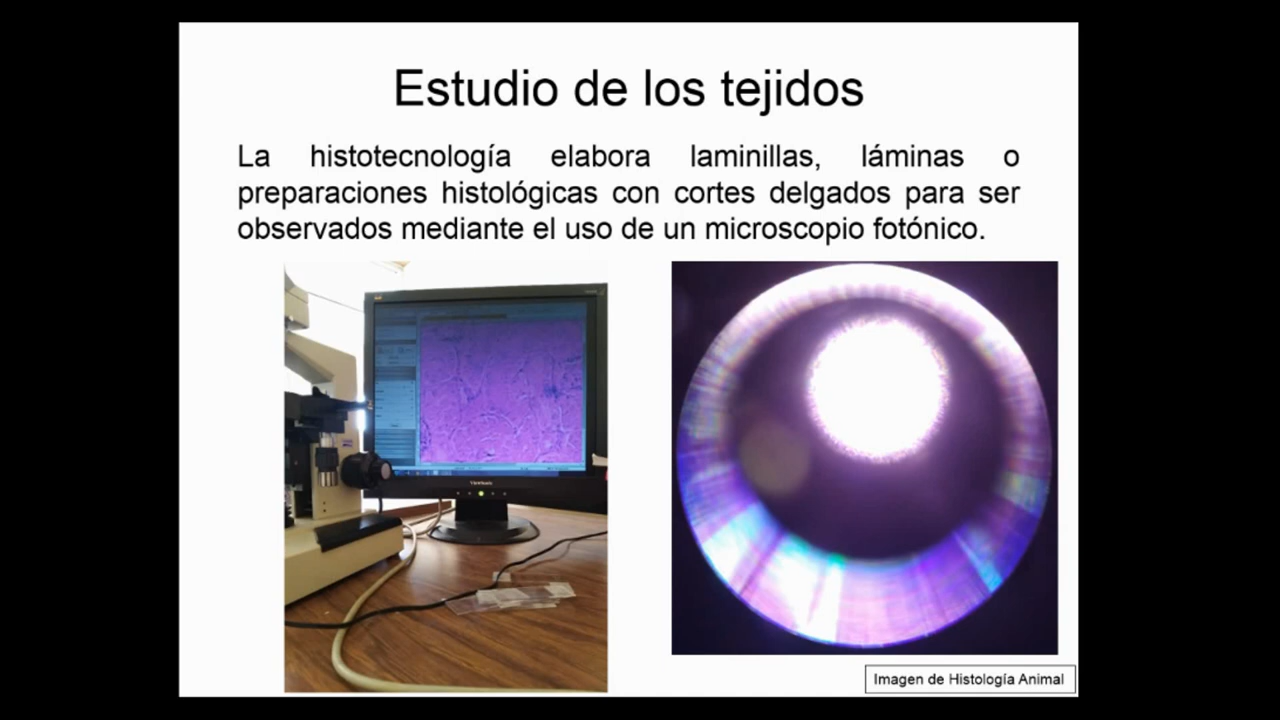 Estudio de los tejidos
La histotecnología elabora laminillas, láminas o
preparaciones histológicas con cortes delgados para ser
observados mediante el uso de un microscopio fotónico.
ViewSonic
Imagen de Histología Animal